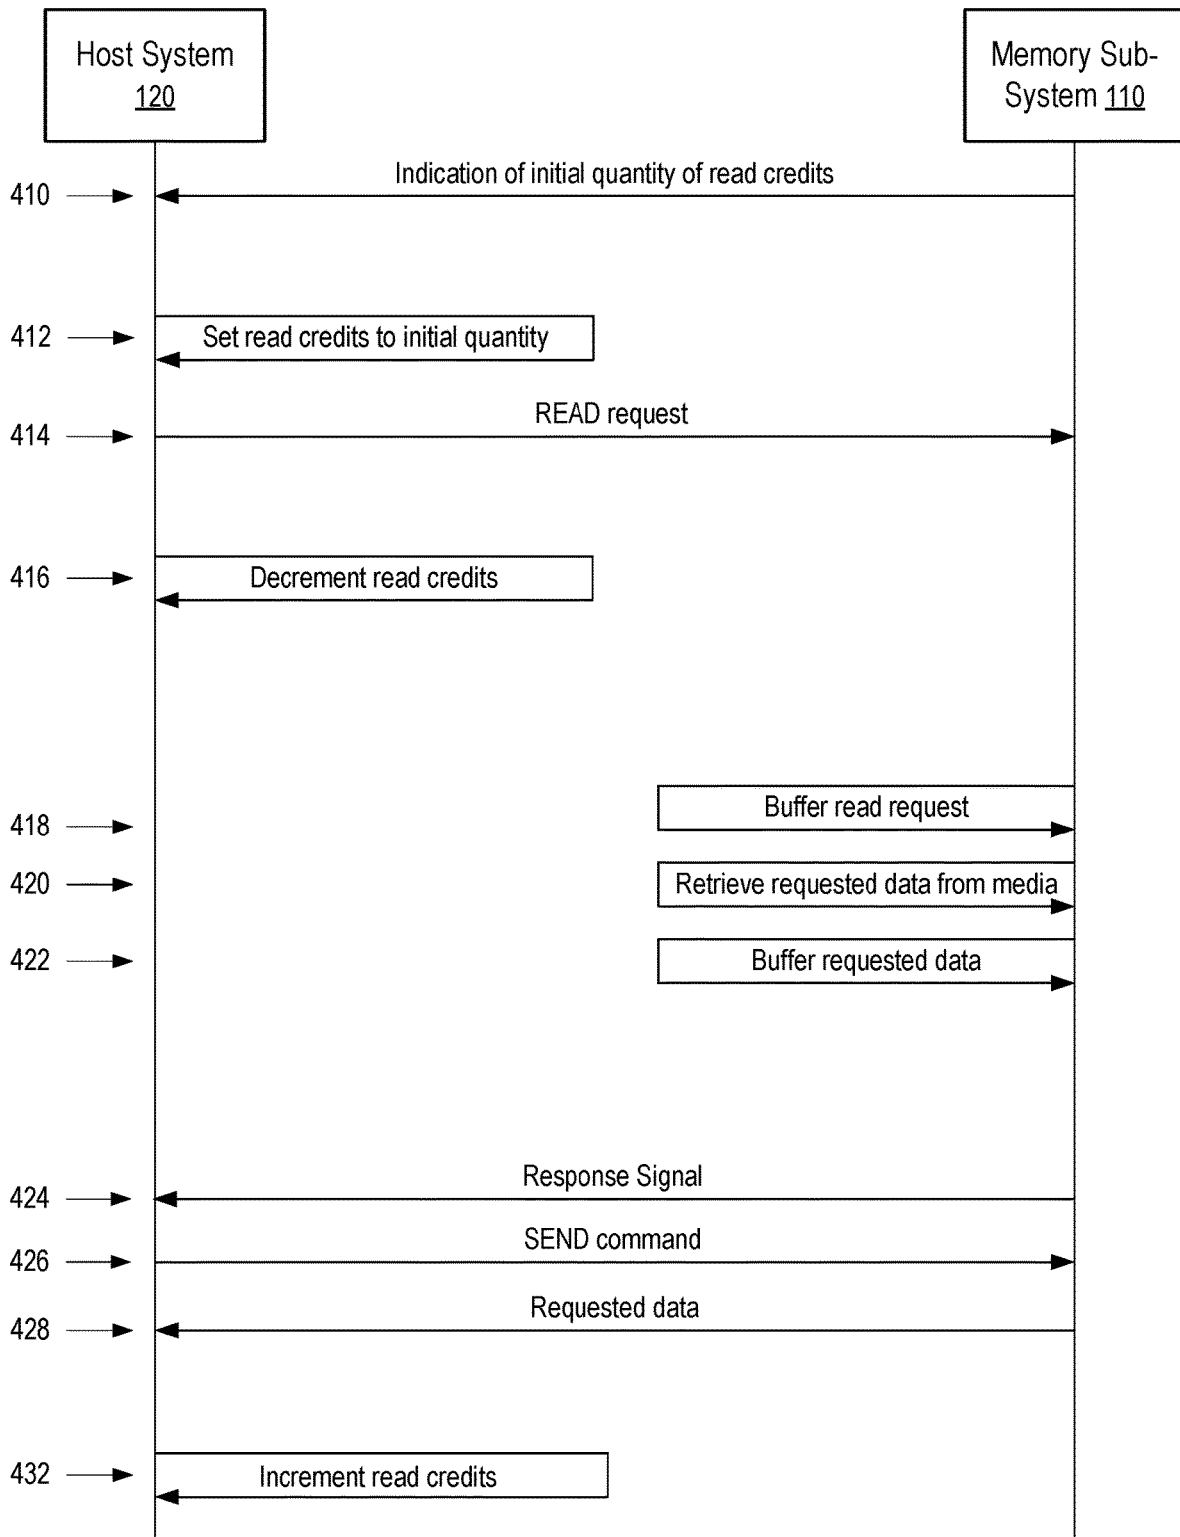 Host System
120
Memory Sub-
System 110
Indication of initial quantity of read credits
410
412
Set read credits to initial quantity
READ request
414
416
Decrement read credits
Buffer read request
418
420
Retrieve requested data from media
422
Buffer requested data
Response Signal
424
SEND command
426
Requested data
428
432
Increment read credits